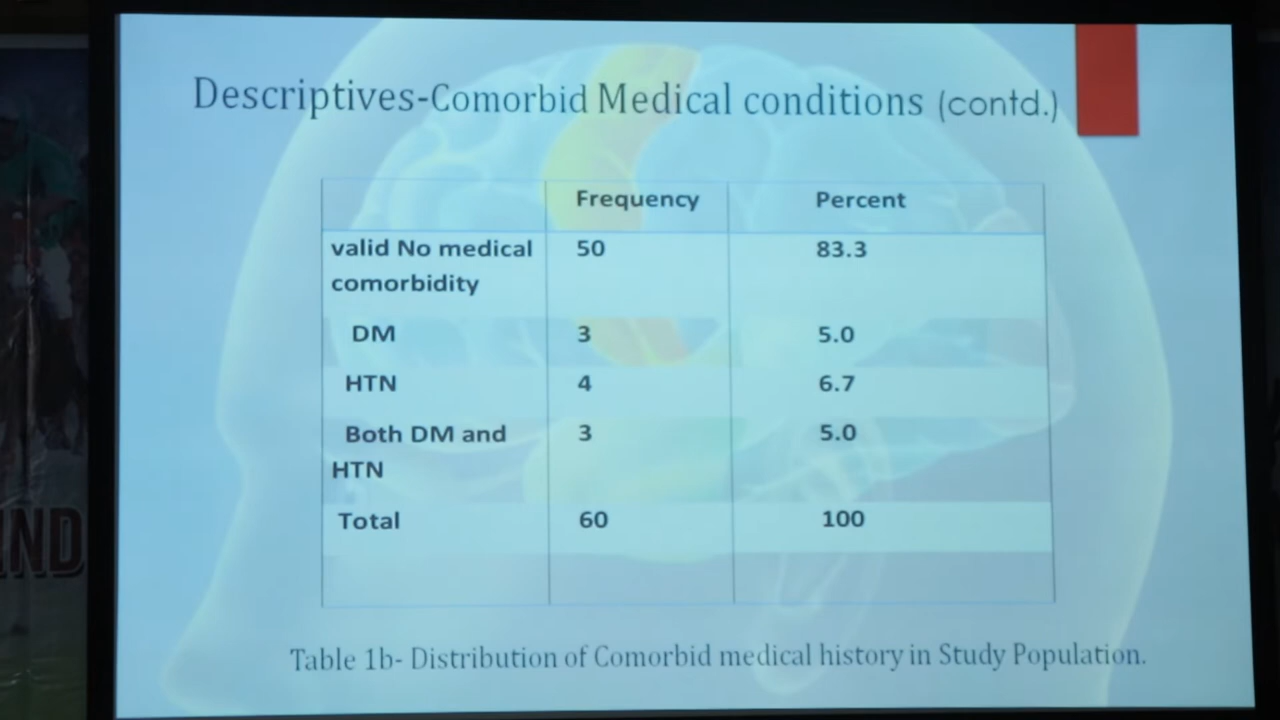 Descriptives-Comorbid Medical conditions (contd.)
Frequency Percent
valid No medical 50 83.3
comorbidity
DM 3 5.0
HTN 4 6.7
Both DM and 3 5.0
HTN
Total 60 100
Table 1b- Distribution of Comorbid medical history in Study Population.
IND